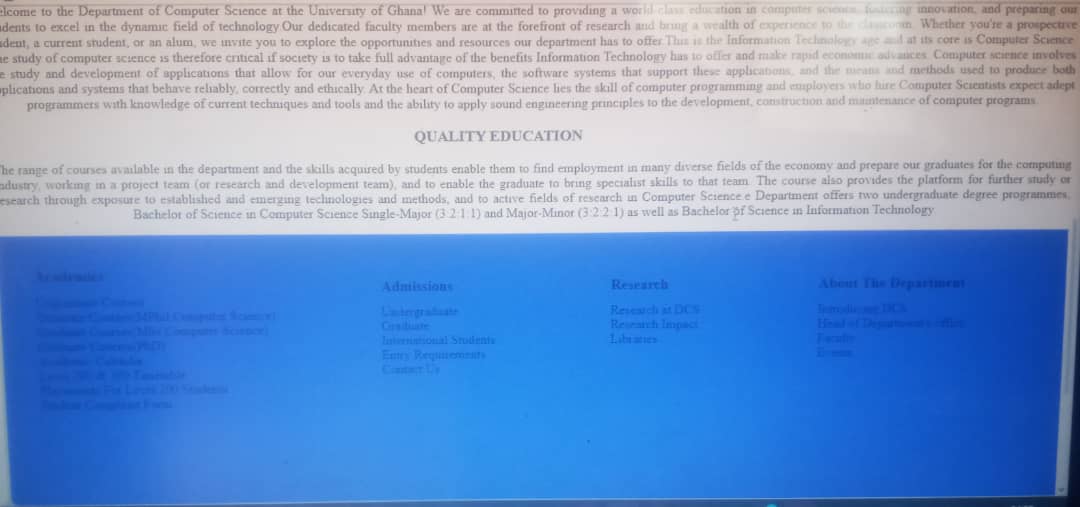 elcome to the Department of Computer Science at the University of Ghana! We are committed to providing a world class education in computer science, fostering innovation, and preparing our
dents to excel in the dynamic field of technology Our dedicated faculty members are at the forefront of research and bring a wealth of experience to the classroom. Whether you're a prospective
dent, a current student, or an alum, we invite you to explore the opportunities and resources our department has to offer This is the Information Technology age and at its core is Computer Science
e study of computer science is therefore critical if society is to take full advantage of the benefits Information Technology has to offer and make rapid economic advances. Computer science involves
e study and development of applications that allow for our everyday use of computers, the software systems that support these applications, and the means and methods used to produce both
plications and systems that behave reliably, correctly and ethically. At the heart of Computer Science lies the skill of computer programming and employers who hire Computer Scientists expect adept
programmers with knowledge of current techniques and tools and the ability to apply sound engineering principles to the development, construction and maintenance of computer programs.
QUALITY EDUCATION
he range of courses available in the department and the skills acquired by students enable them to find employment in many diverse fields of the economy and prepare our graduates for the computing
ndustry, working in a project team (or research and development team), and to enable the graduate to bring specialist skills to that team. The course also provides the platform for further study or
esearch through exposure to established and emerging technologies and methods, and to active fields of research in Computer Science.e Department offers two undergraduate degree programmes,
Bachelor of Science in Computer Science Single-Major (3:2:1:1) and Major-Minor (3:2:2:1) as well as Bachelor of Science in Information Technology
Academics
Courses(MPhil Computer Science)
Courses(MSc Computer Science)
Courses(PhD)
Academic Calendar
Timetable
For Level 200 Students
Student Complaint Form
Admissions
Undergraduate
Graduate
International Students
Entry Requirements
Contact Us
Research
Research at DCS
Research Impact
Libraries
About The Department
Introducing DCS
Head of Department's office
Faculty
Events